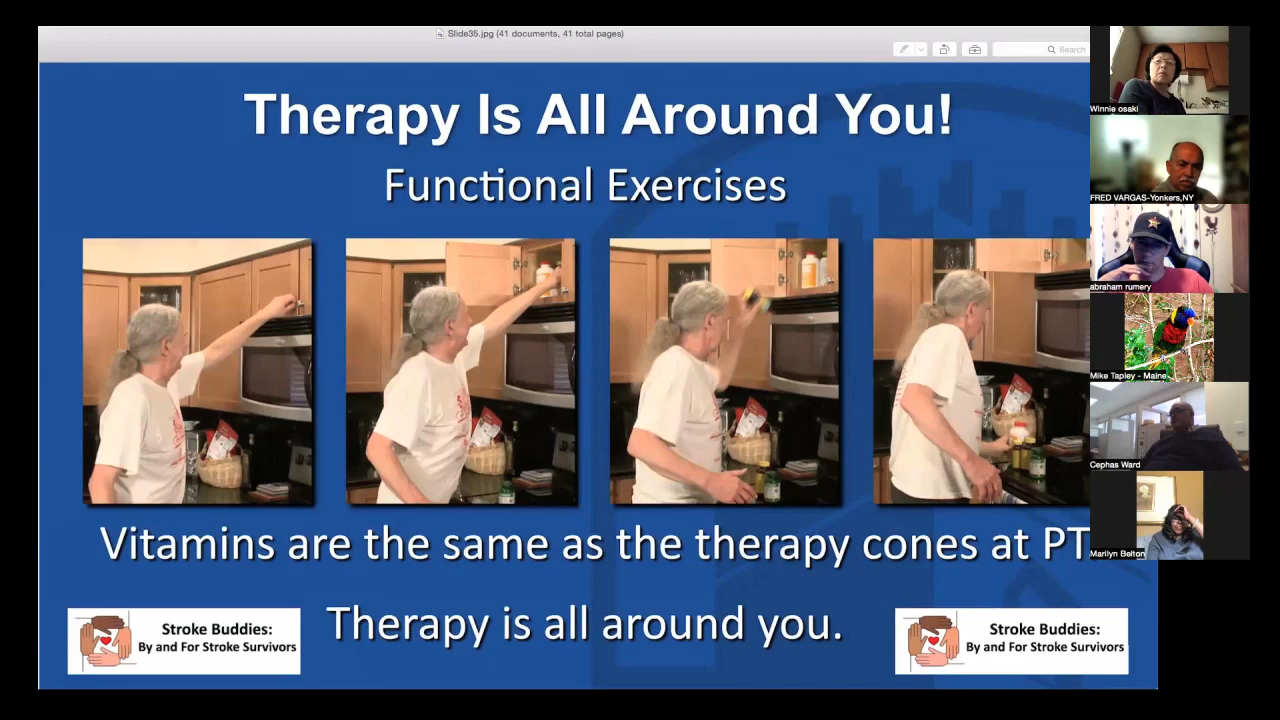 Slide35.jpg (41 documents, 41 total pages)
Search
Therapy Is All Around You!
Functional Exercises
Vitamins are the same as the therapy cones at PT
Therapy is all around you.
Stroke Buddies:
By and For Stroke Survivors
Stroke Buddies:
By and For Stroke Survivors
Winnie osaki
FRED VARGAS-Yonkers,NY
abraham rumery
Mike Tapley - Maine
Cephas Ward
Marilyn Belton